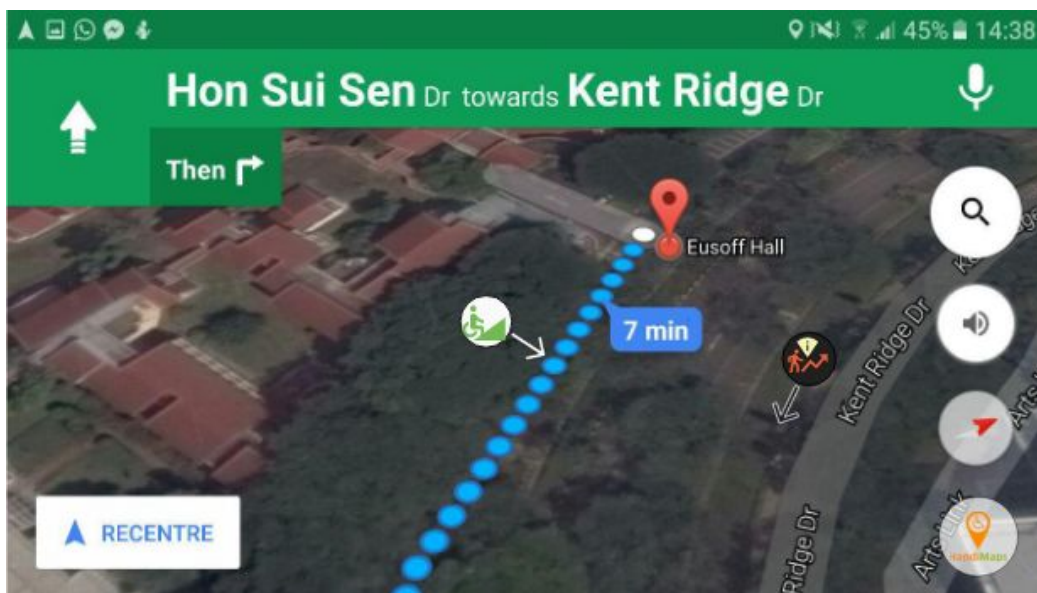 45% 14:38
Hon Sui Sen Dr towards Kent Ridge Dr
Then
Eusoff Hall
7 min
Kent Ridge Dr
Ridge Dr
RECENTRE
HandiMaps